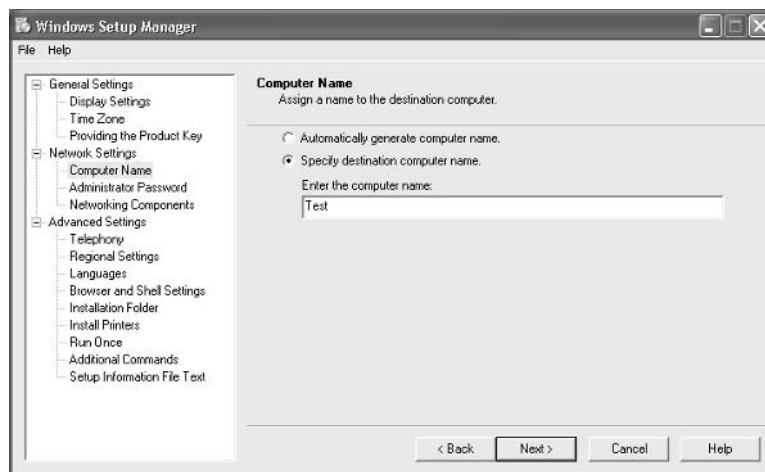 Windows Setup Manager
File Help
General Settings
Display Settings
Time Zone
Providing the Product Key
Network Settings
Computer Name
Administrator Password
Networking Components
Advanced Settings
Telephony
Regional Settings
Languages
Browser and Shell Settings
Installation Folder
Install Printers
Run Once
Additional Commands
Setup Information File Text
Computer Name
Assign a name to the destination computer.
Automatically generate computer name.
Specify destination computer name.
Enter the computer name:
Test
< Back Next > Cancel Help